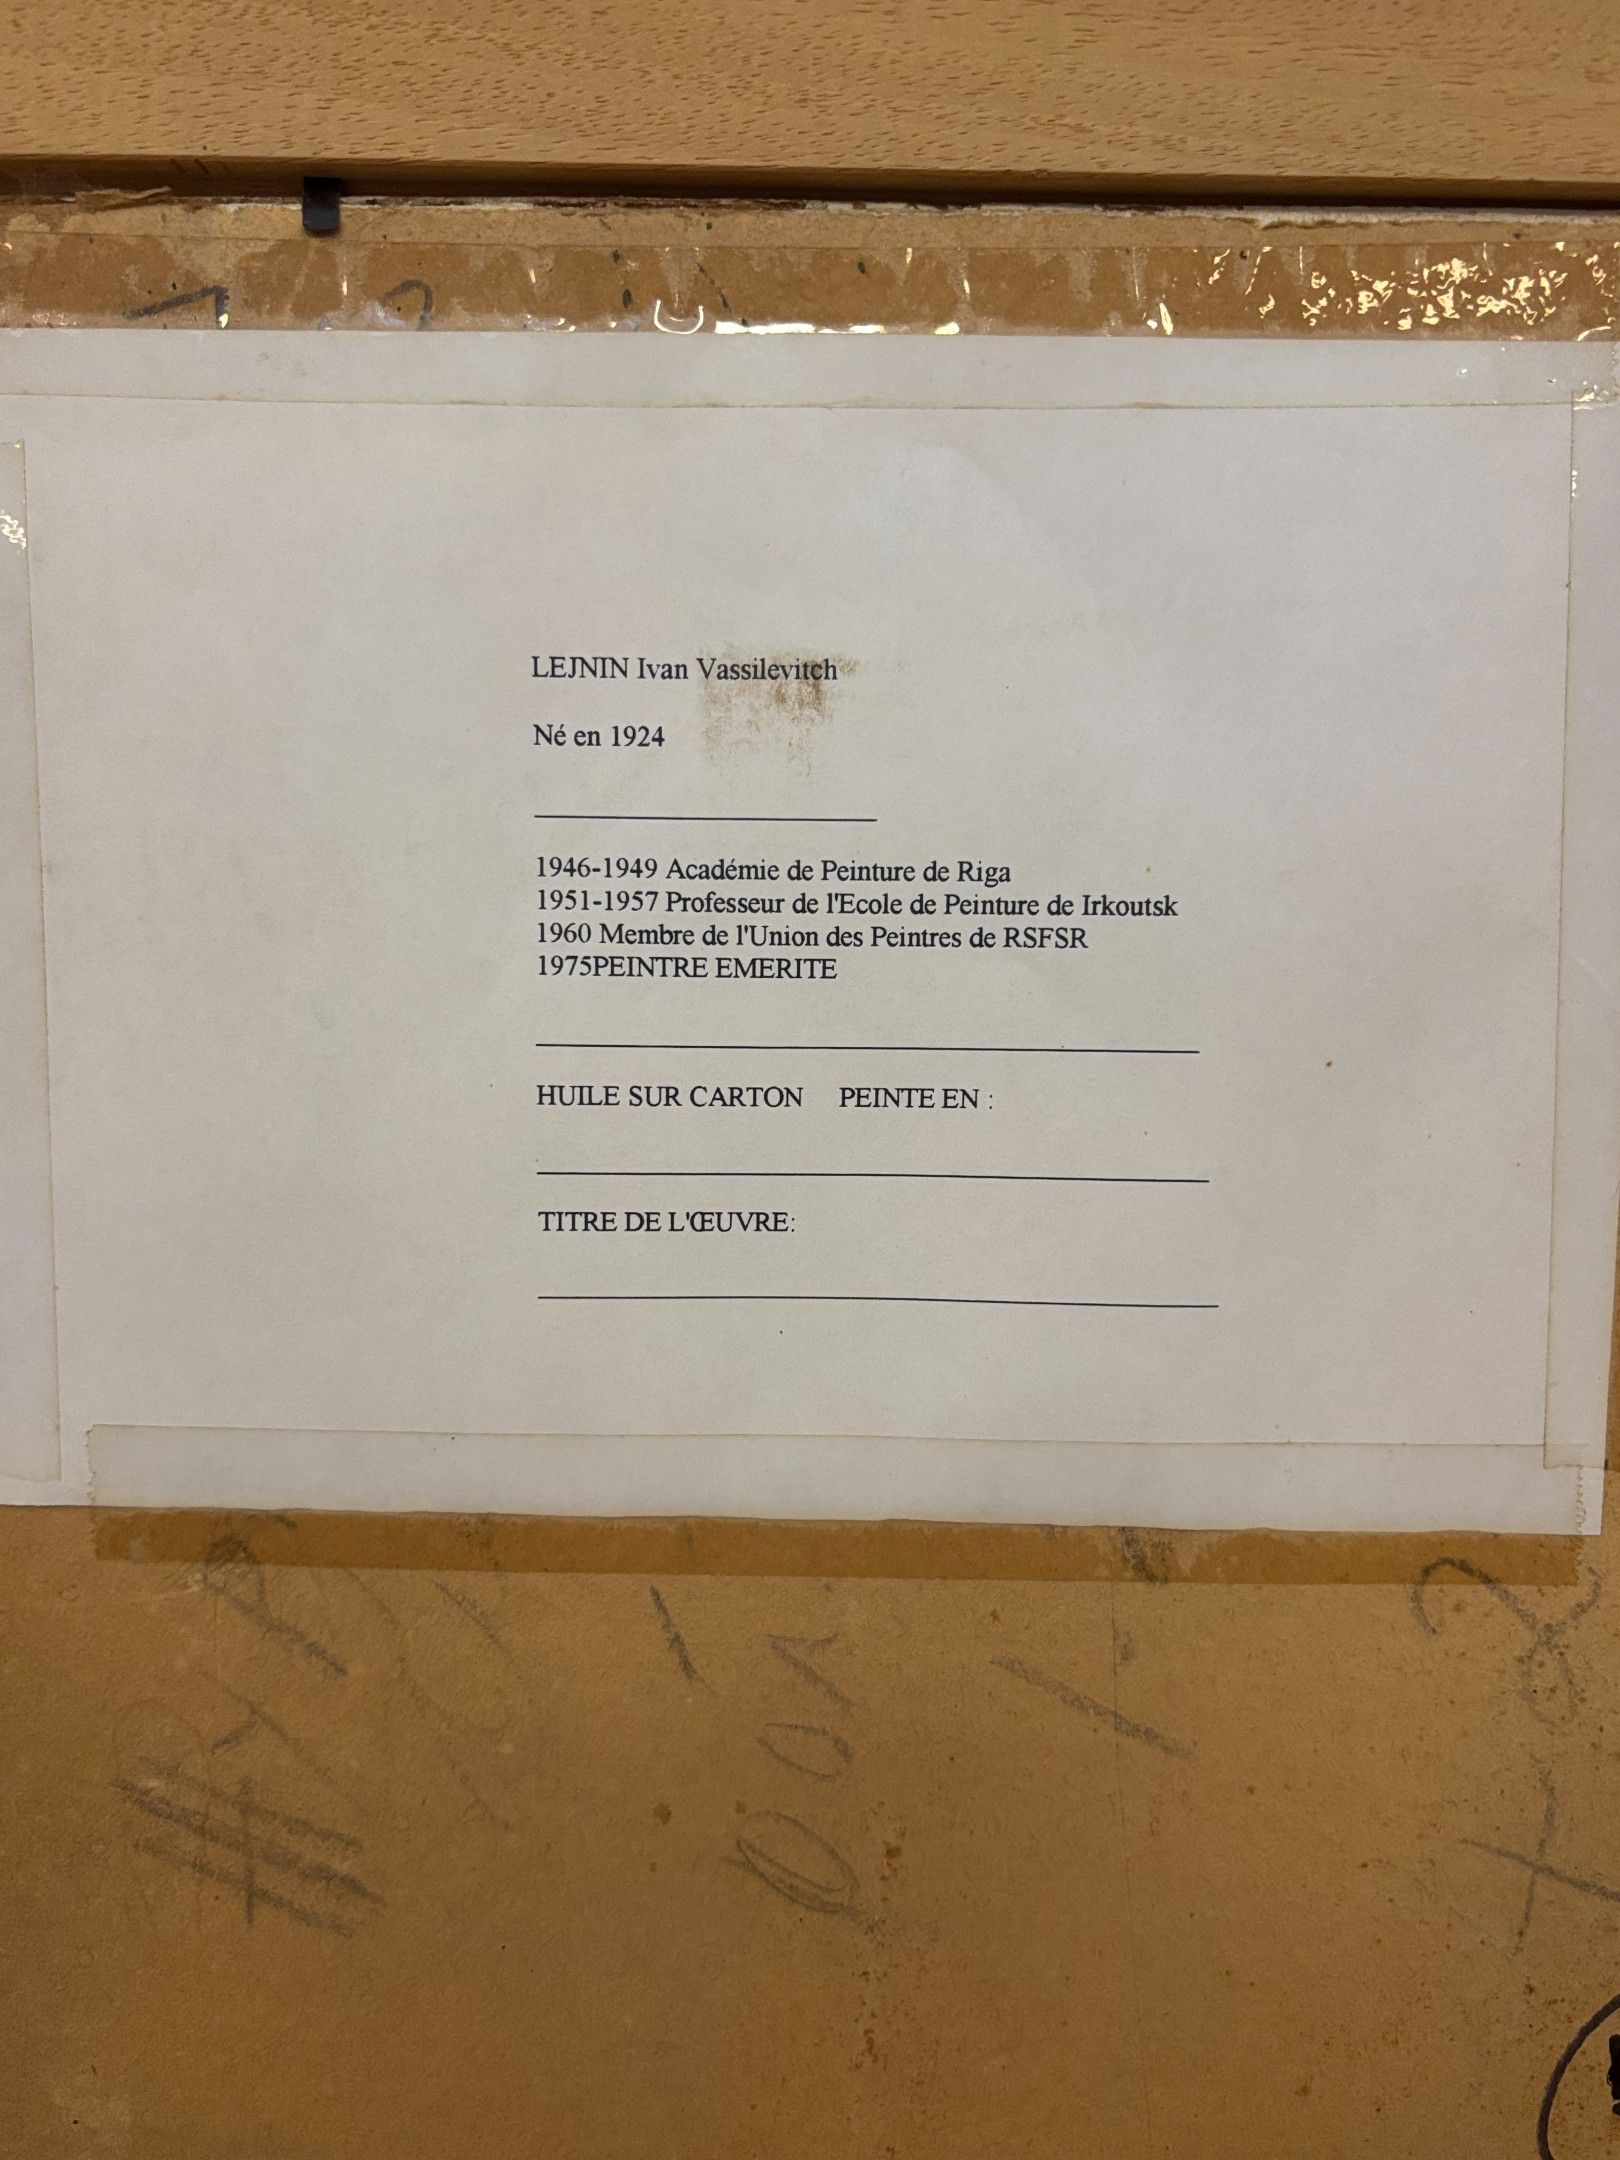 LEJNIN Ivan Vassilevitch
Né en 1924
1946-1949 Académie de Peinture de Riga
1951-1957 Professeur de l'Ecole de Peinture de Irkoutsk
1960 Membre de l'Union des Peintres de RSFSR
1975PEINTRE EMERITE
HUILE SUR CARTON PEINTE EN :
TITRE DE L'ŒUVRE: